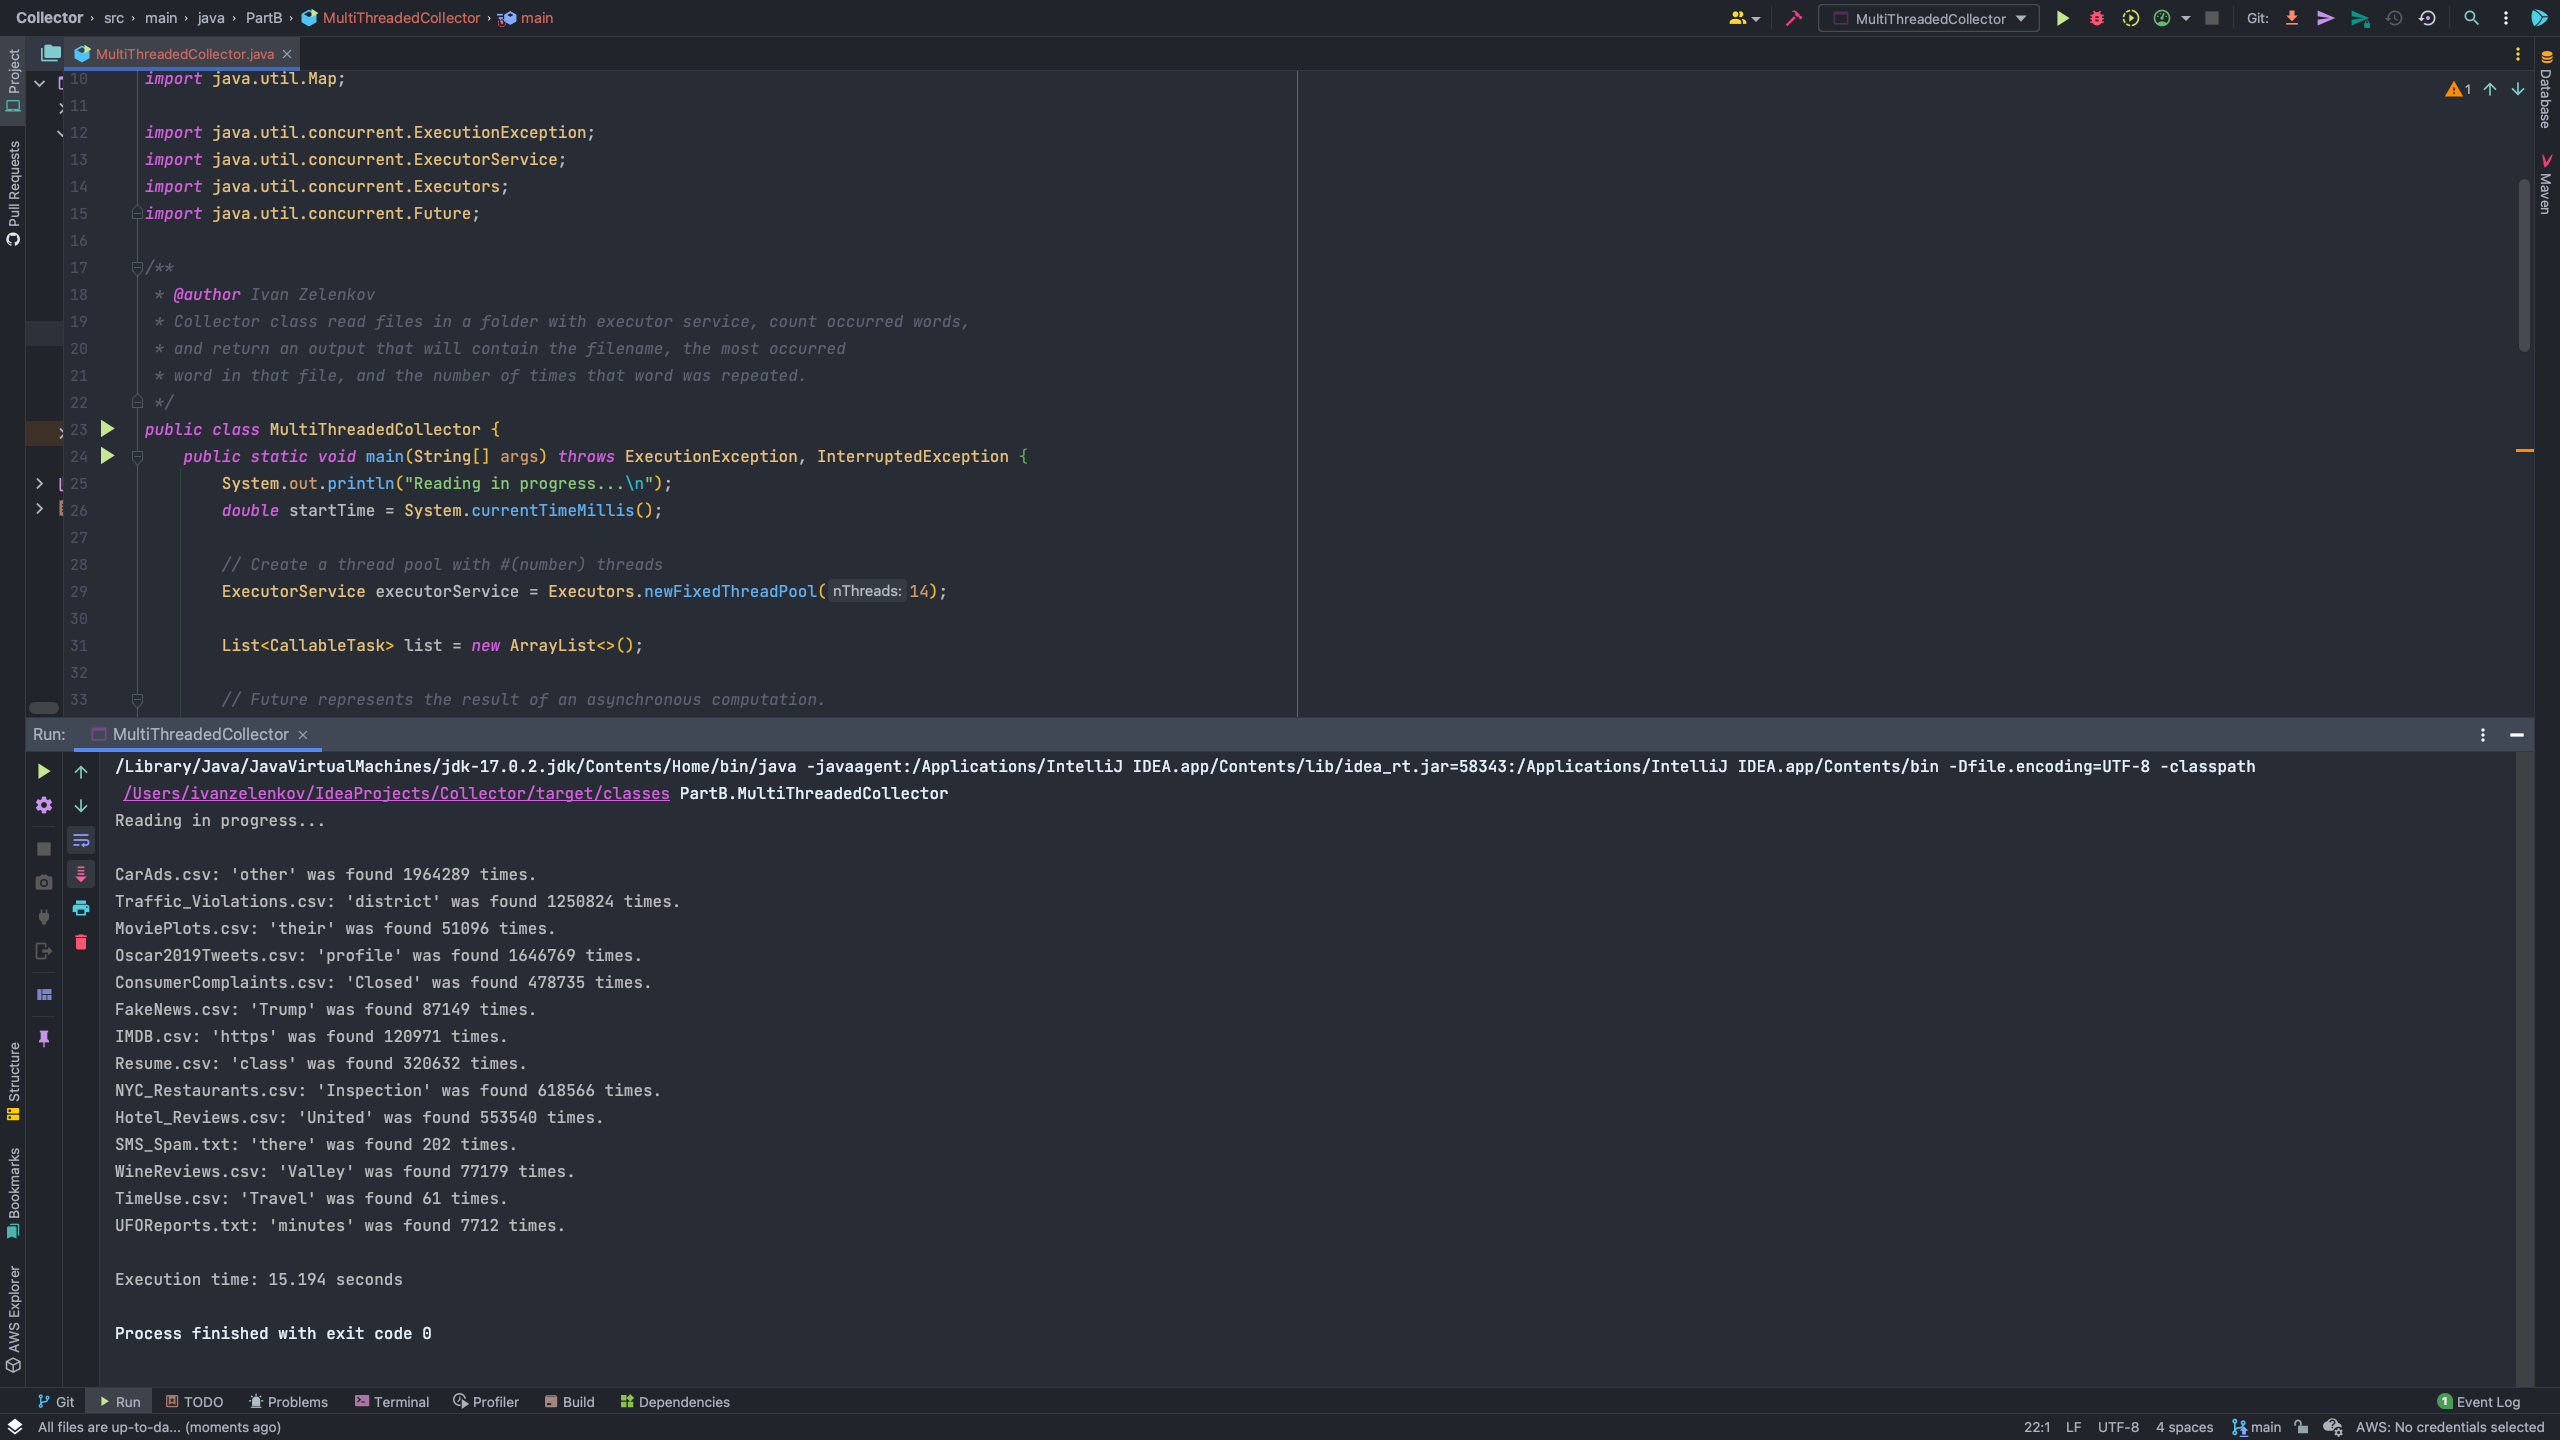 Collector › src › main › java › PartB › MultiThreadedCollector › main
MultiThreadedCollector
Git:
MultiThreadedCollector.java
Project
Pull Requests
Structure
Bookmarks
AWS Explorer
Database
Maven
1
10 import java.util.Map;
11
12 import java.util.concurrent.ExecutionException;
13 import java.util.concurrent.ExecutorService;
14 import java.util.concurrent.Executors;
15 import java.util.concurrent.Future;
16
17 /**
18 * @author Ivan Zelenkov
19 * Collector class read files in a folder with executor service, count occurred words,
20 * and return an output that will contain the filename, the most occurred
21 * word in that file, and the number of times that word was repeated.
22 */
23 public class MultiThreadedCollector {
24 public static void main(String[] args) throws ExecutionException, InterruptedException {
25 System.out.println("Reading in progress...\n");
26 double startTime = System.currentTimeMillis();
27
28 // Create a thread pool with #(number) threads
29 ExecutorService executorService = Executors.newFixedThreadPool( nThreads: 14);
30
31 List<CallableTask> list = new ArrayList<>();
32
33 // Future represents the result of an asynchronous computation.
Run: MultiThreadedCollector
/Library/Java/JavaVirtualMachines/jdk-17.0.2.jdk/Contents/Home/bin/java -javaagent:/Applications/IntelliJ IDEA.app/Contents/lib/idea_rt.jar=58343:/Applications/IntelliJ IDEA.app/Contents/bin -Dfile.encoding=UTF-8 -classpath
/Users/ivanzelenkov/IdeaProjects/Collector/target/classes PartB.MultiThreadedCollector
Reading in progress...
CarAds.csv: 'other' was found 1964289 times.
Traffic_Violations.csv: 'district' was found 1250824 times.
MoviePlots.csv: 'their' was found 51096 times.
Oscar2019Tweets.csv: 'profile' was found 1646769 times.
ConsumerComplaints.csv: 'Closed' was found 478735 times.
FakeNews.csv: 'Trump' was found 87149 times.
IMDB.csv: 'https' was found 120971 times.
Resume.csv: 'class' was found 320632 times.
NYC_Restaurants.csv: 'Inspection' was found 618566 times.
Hotel_Reviews.csv: 'United' was found 553540 times.
SMS_Spam.txt: 'there' was found 202 times.
WineReviews.csv: 'Valley' was found 77179 times.
TimeUse.csv: 'Travel' was found 61 times.
UFOReports.txt: 'minutes' was found 7712 times.
Execution time: 15.194 seconds
Process finished with exit code 0
Git Run TODO Problems Terminal Profiler Build Dependencies 1 Event Log
All files are up-to-da... (moments ago) 22:1 LF UTF-8 4 spaces main AWS: No credentials selected